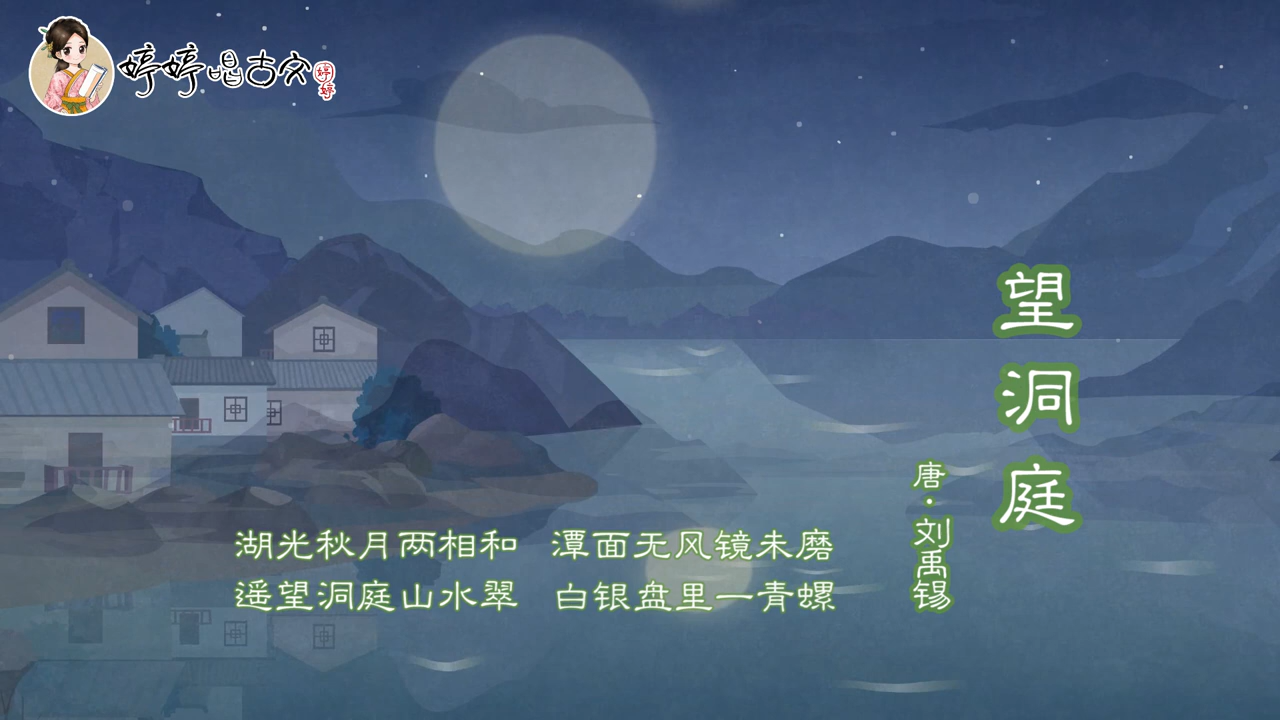 婷婷唱古文
婷婷
望洞庭
唐·刘禹锡
湖光秋月两相和 潭面无风镜未磨
遥望洞庭山水翠 白银盘里一青螺